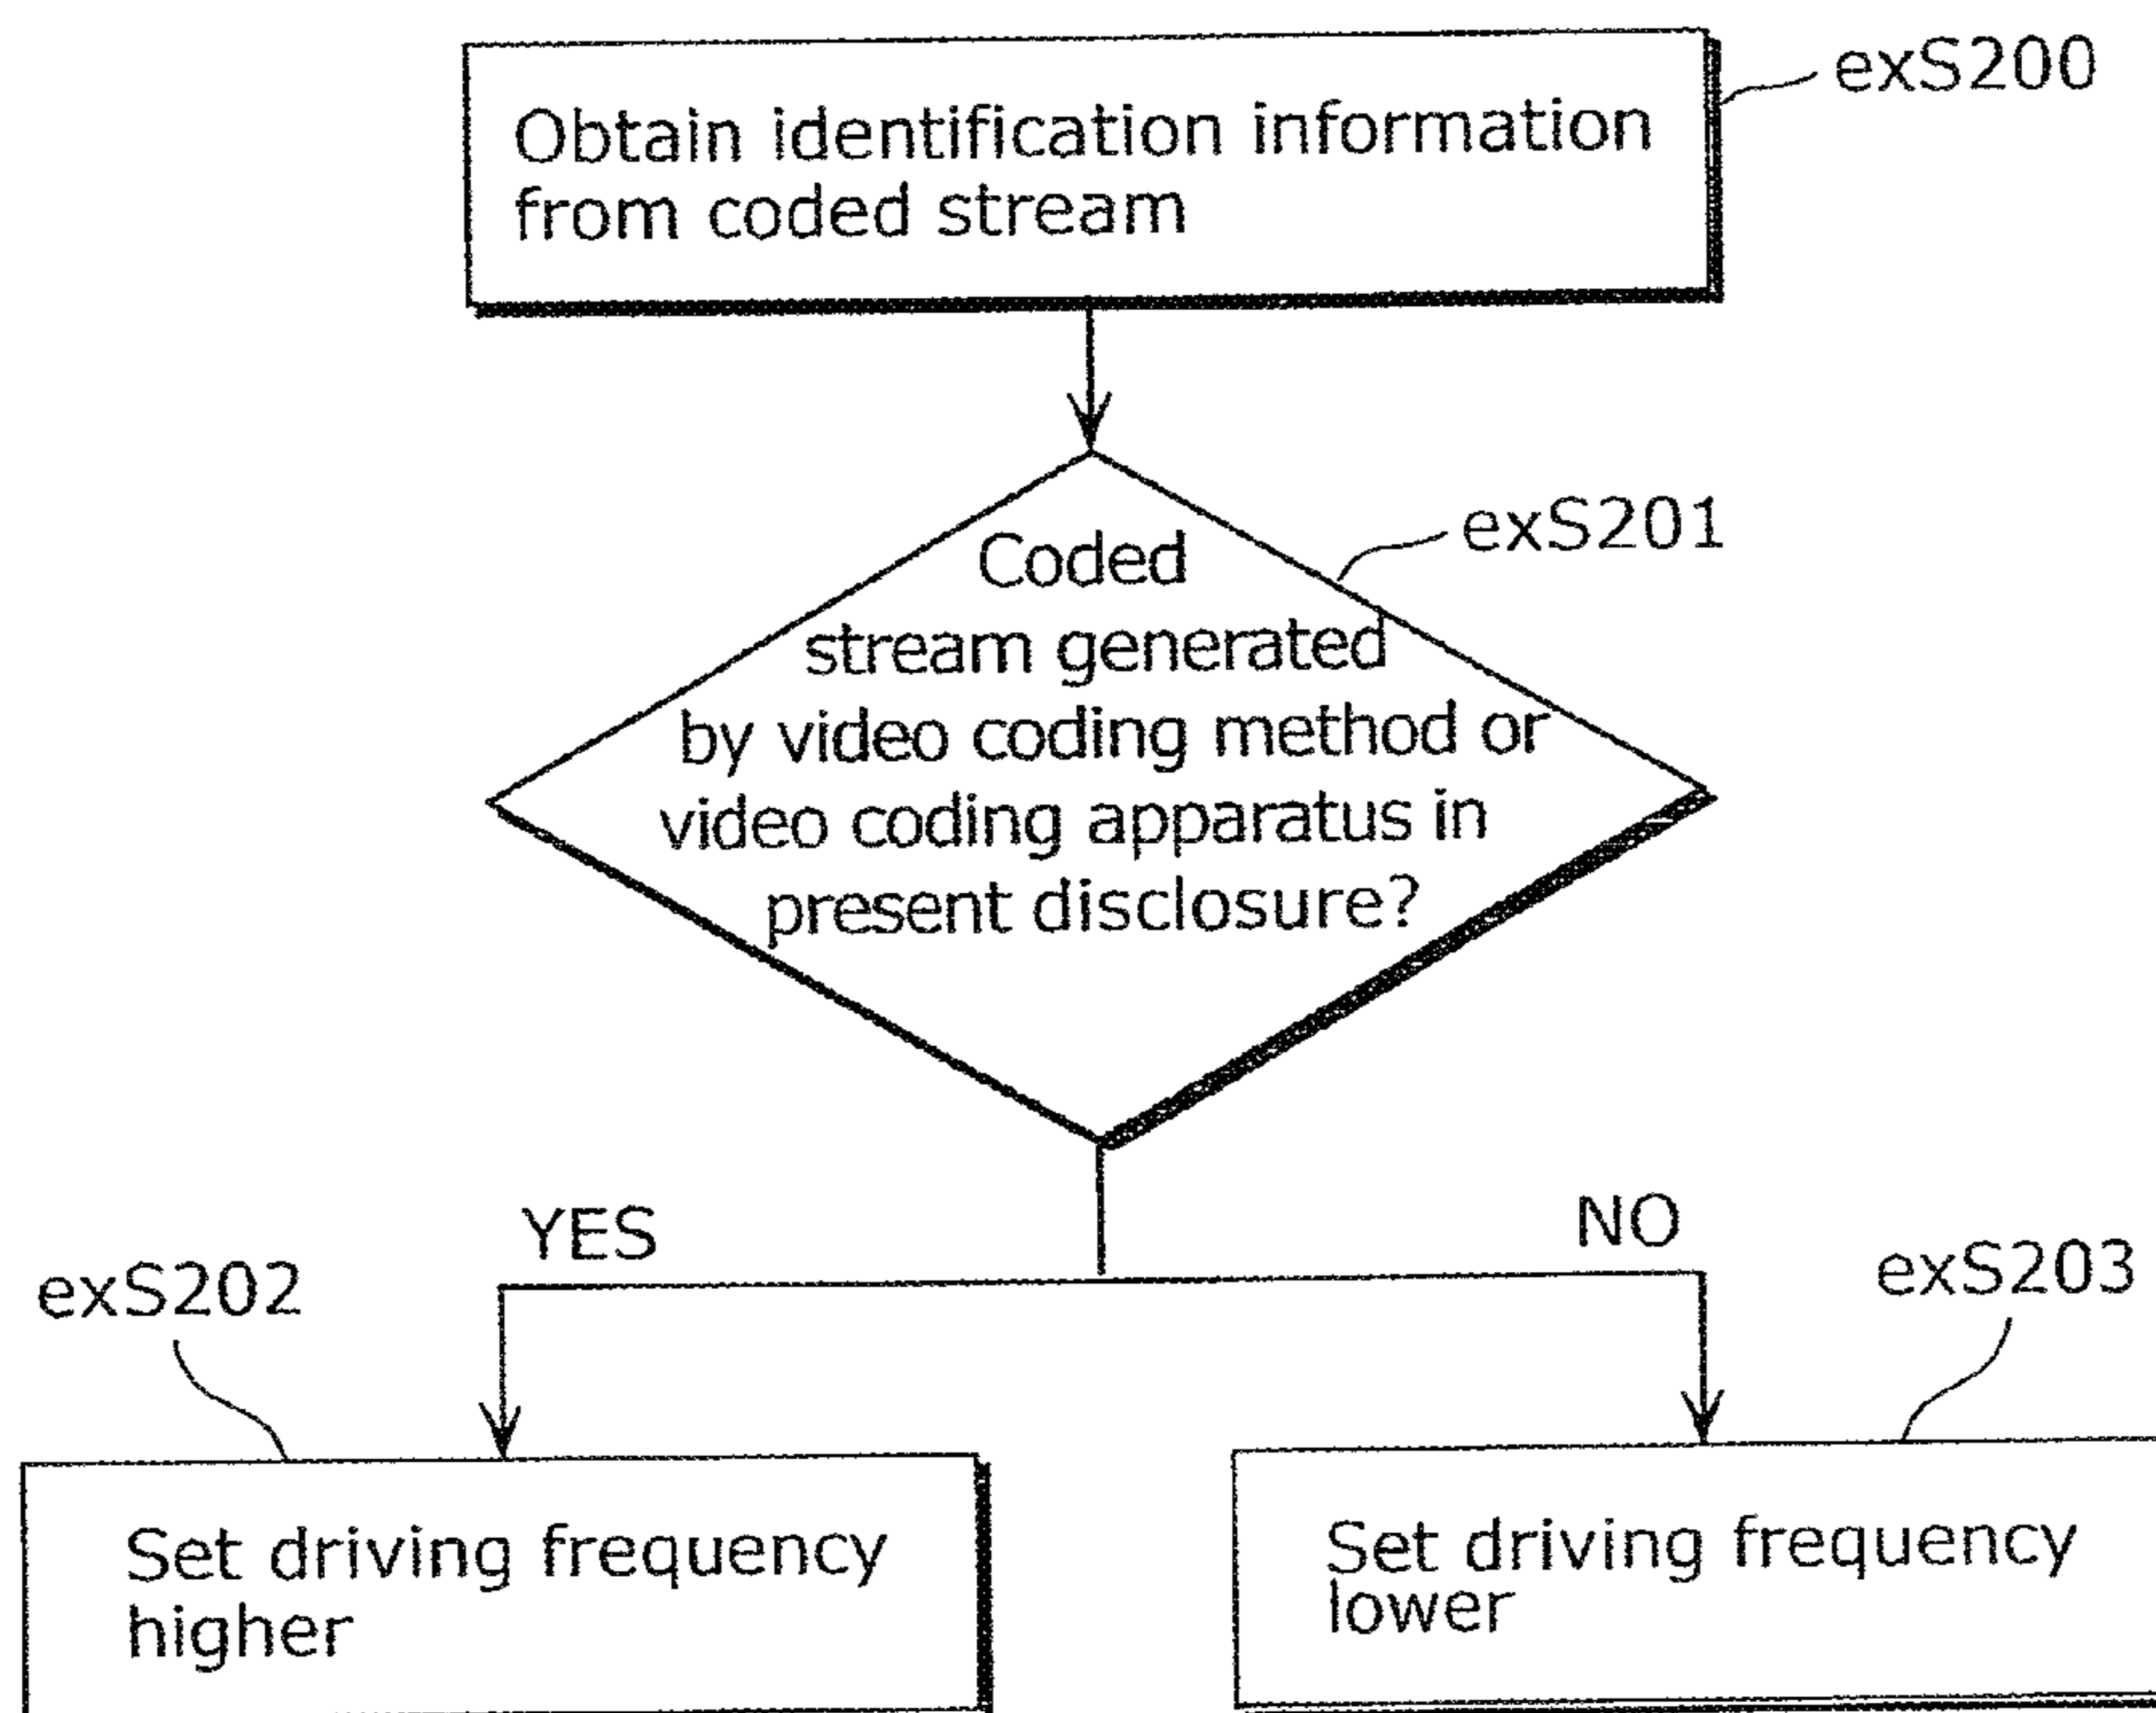 exS200
Obtain identification information
from coded stream
exS201
Coded
stream generated
by video coding method or
video coding apparatus in
present disclosure?
YES
NO
exS202
exS203
Set driving frequency
higher
Set driving frequency
lower